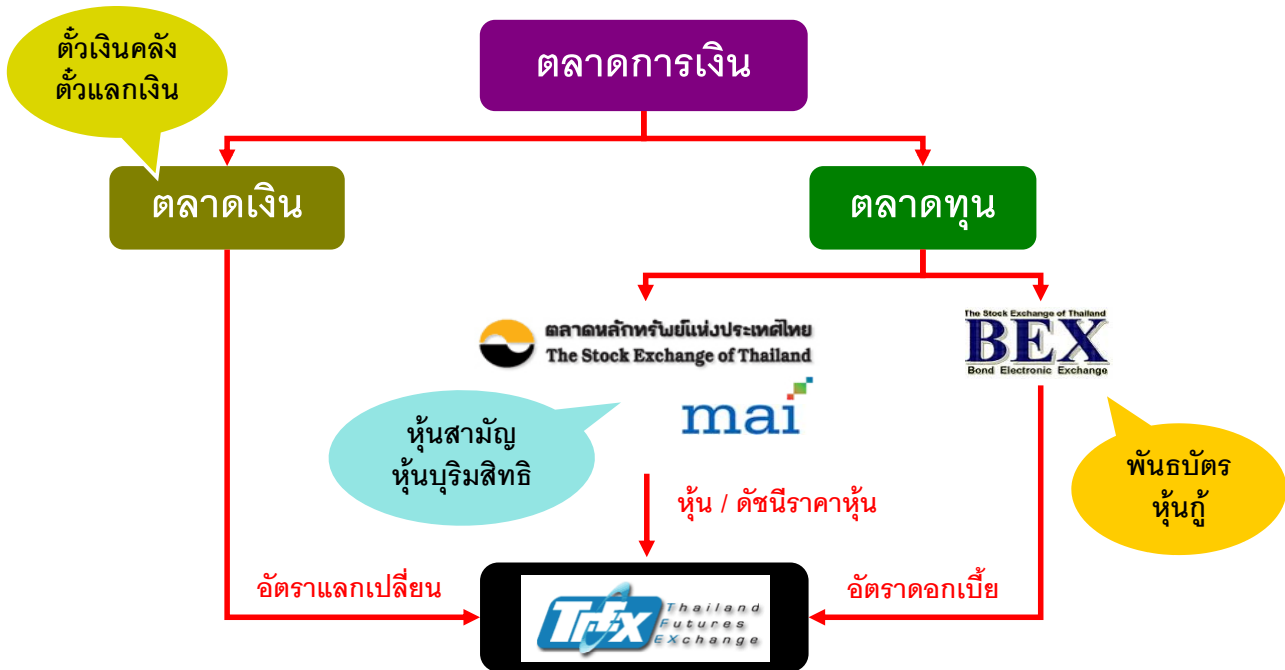 ตั๋วเงินคลัง
ตั๋วแลกเงิน
ตลาดการเงิน
ตลาดเงิน
ตลาดทุน
ตลาดหลักทรัพย์แห่งประเทศไทย
The Stock Exchange of Thailand
mai
The Stock Exchange of Thailand
BEX
Bond Electronic Exchange
หุ้นสามัญ
หุ้นบุริมสิทธิ
พันธบัตร
หุ้นกู้
หุ้น / ดัชนีราคาหุ้น
อัตราแลกเปลี่ยน
อัตราดอกเบี้ย
TFEX
Thailand
Futures
EXchange